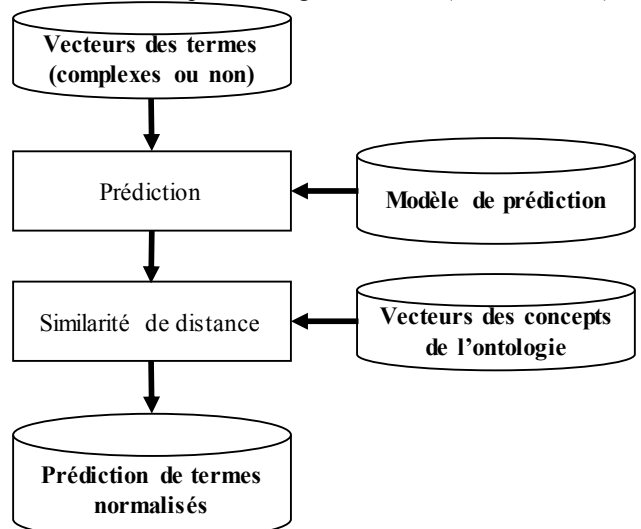 Vecteurs des termes
(complexes ou non)
Prédiction
Modèle de prédiction
Similarité de distance
Vecteurs des concepts
de l'ontologie
Prédiction de termes
normalisés